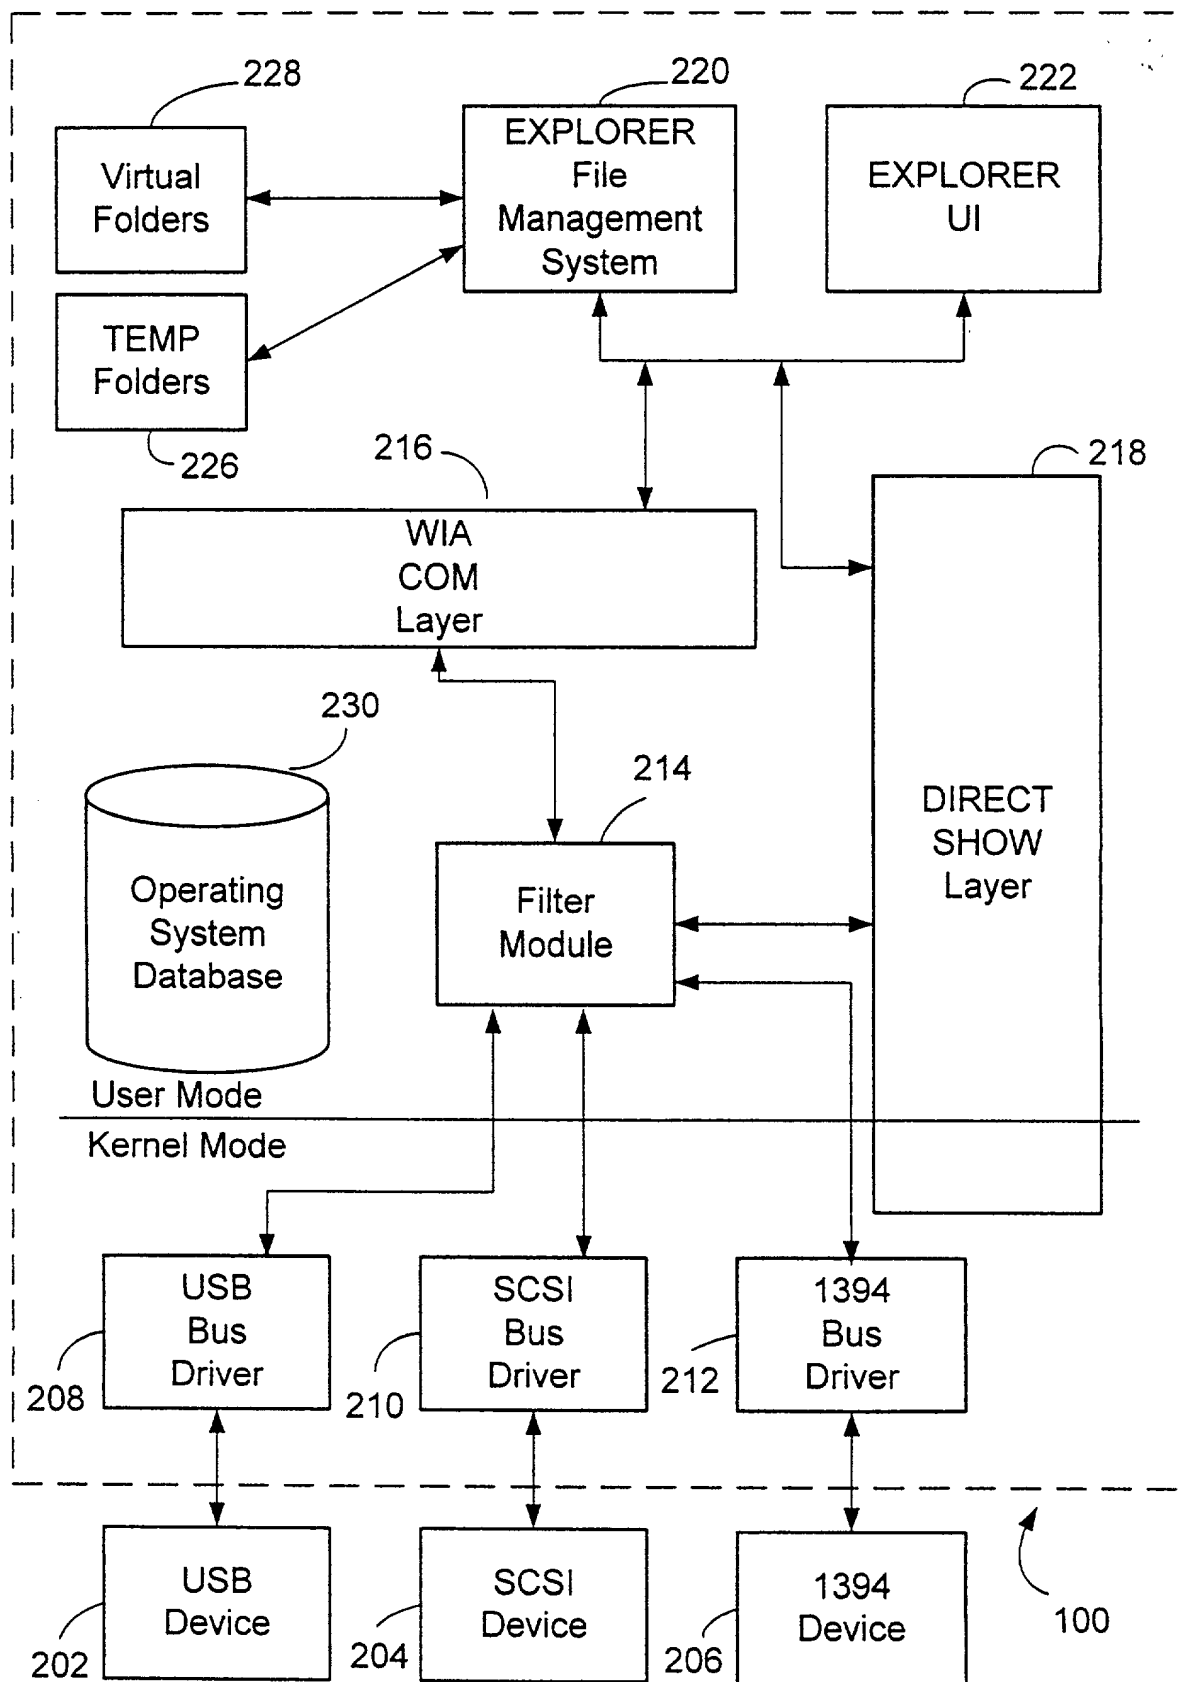 228
220
222
Virtual
Folders
EXPLORER
File
Management
System
EXPLORER
UI
TEMP
Folders
226
216
218
WIA
COM
Layer
230
214
Operating
System
Database
Filter
Module
DIRECT
SHOW
Layer
User Mode
Kernel Mode
USB
Bus
Driver
SCSI
Bus
Driver
1394
Bus
Driver
208
210
212
USB
Device
SCSI
Device
1394
Device
202
204
206
100